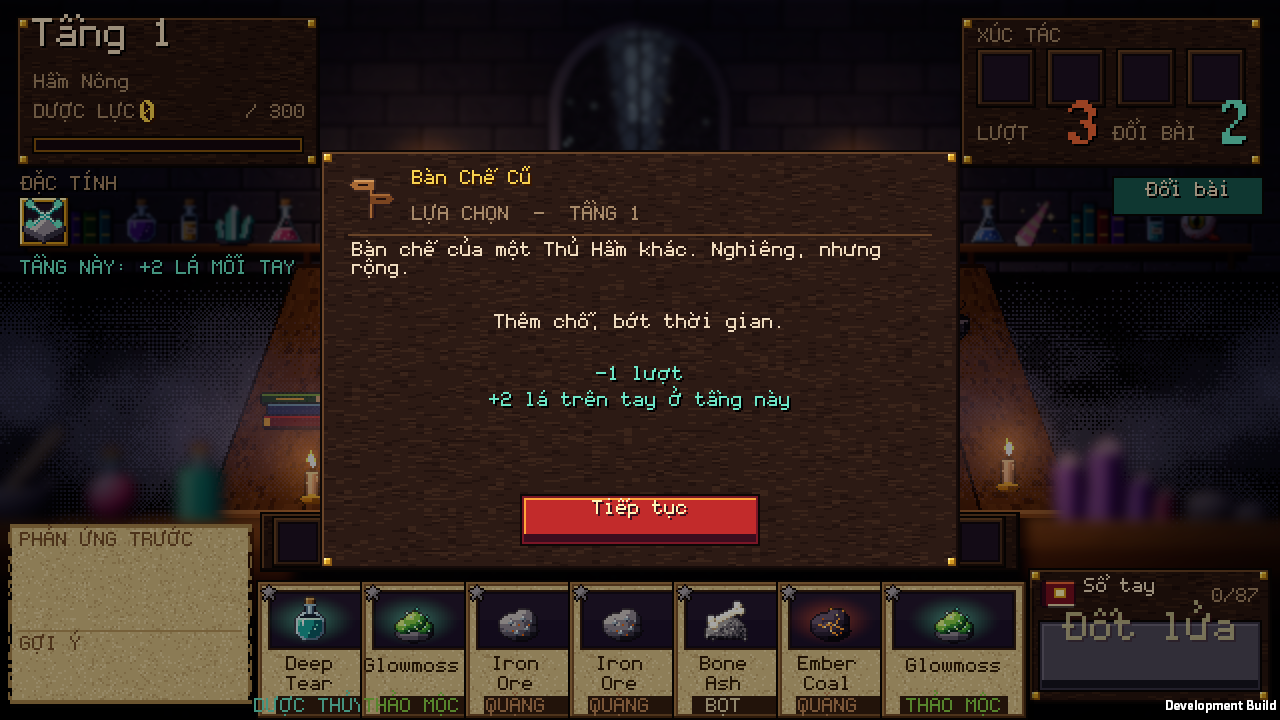 Tầng 1
Hầm Nông
DƯỢC LỰC 0 / 300
ĐẶC TÍNH
TẦNG NÀY: +2 LÁ MỖI TAY
XÚC TÁC
LƯỢT 3 ĐỔI BÀI 2
Đổi bài
Bàn Chế Cũ
LỰA CHỌN - TẦNG 1
Bàn chế của một Thủ Hầm khác. Nghiêng, nhưng
rộng.
Thêm chỗ, bớt thời gian.
-1 lượt
+2 lá trên tay ở tầng này
Tiếp tục
PHẢN ỨNG TRƯỚC
GỢI Ý
Deep
Tear
DƯỢC THỦY
Glowmoss
THẢO MỘC
Iron
Ore
QUẶNG
Iron
Ore
QUẶNG
Bone
Ash
BỘT
Ember
Coal
QUẶNG
Glowmoss
THẢO MỘC
Sổ tay
0/87
Đốt lửa
Development Build